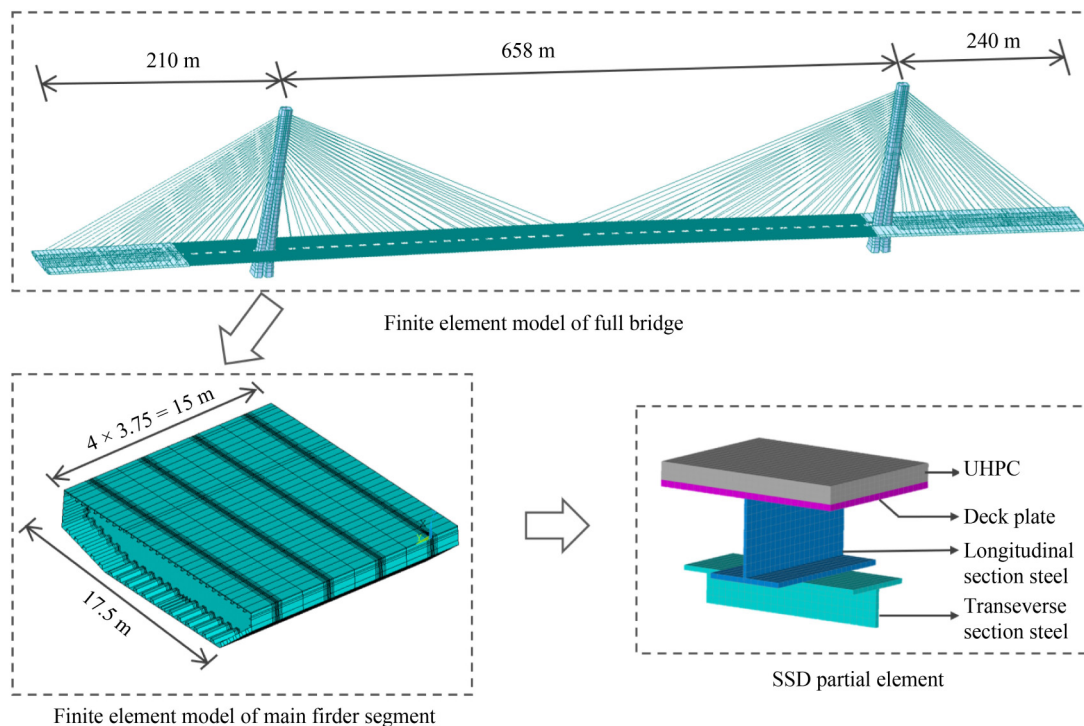 210 m
658 m
240 m
Finite element model of full bridge
4 × 3.75 = 15 m
17.5 m
Finite element model of main firder segment
UHPC
Deck plate
Longitudinal
section steel
Transeverse
section steel
SSD partial element